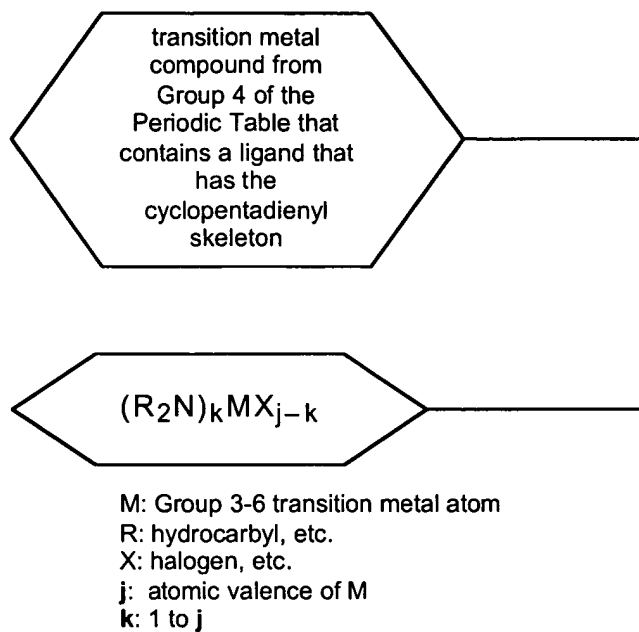 transition metal
compound from
Group 4 of the
Periodic Table that
contains a ligand that
has the
cyclopentadienyl
skeleton
(R₂N)ₖMXⱼ₋ₖ
M: Group 3-6 transition metal atom
R: hydrocarbyl, etc.
X: halogen, etc.
j: atomic valence of M
k: 1 to j